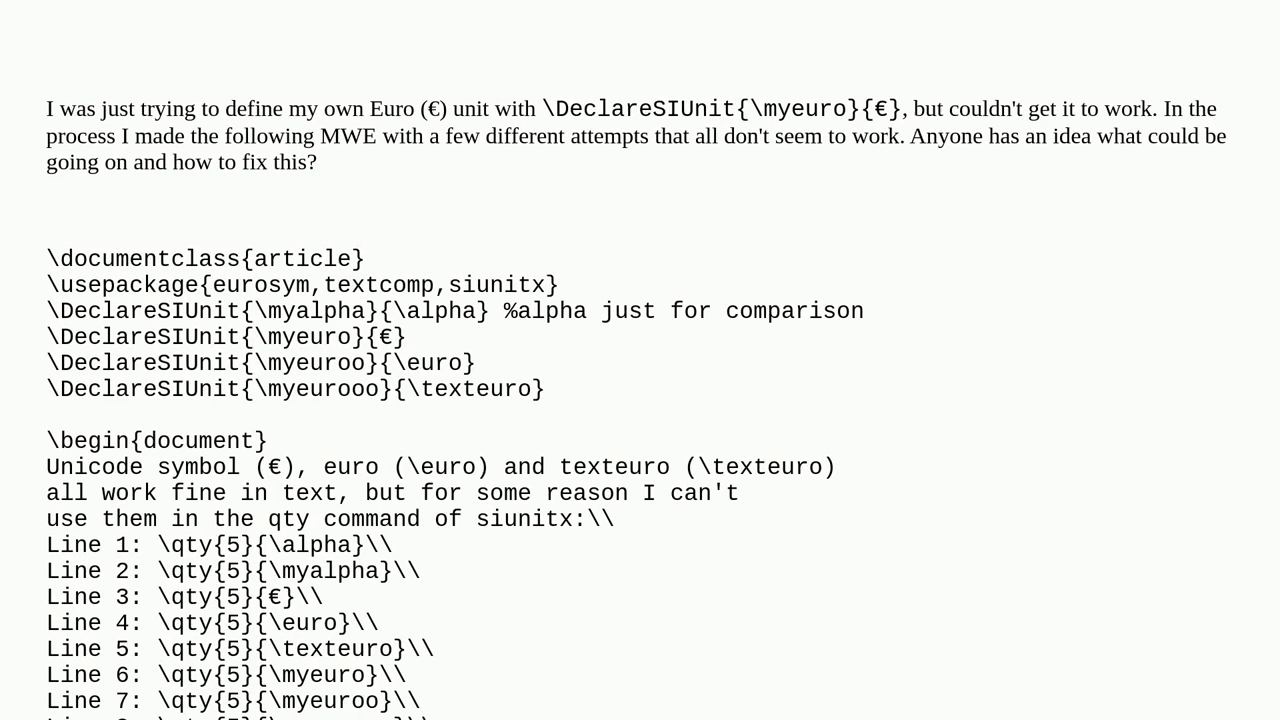 I was just trying to define my own Euro (€) unit with \DeclareSIUnit{\myeuro}{€}, but couldn't get it to work. In the
process I made the following MWE with a few different attempts that all don't seem to work. Anyone has an idea what could be
going on and how to fix this?
\documentclass{article}
\usepackage{eurosym,textcomp,siunitx}
\DeclareSIUnit{\myalpha}{\alpha} %alpha just for comparison
\DeclareSIUnit{\myeuro}{€}
\DeclareSIUnit{\myeuroo}{\euro}
\DeclareSIUnit{\myeurooo}{\texteuro}
\begin{document}
Unicode symbol (€), euro (\euro) and texteuro (\texteuro)
all work fine in text, but for some reason I can't
use them in the qty command of siunitx:\\
Line 1: \qty{5}{\alpha}\\
Line 2: \qty{5}{\myalpha}\\
Line 3: \qty{5}{€}\\
Line 4: \qty{5}{\euro}\\
Line 5: \qty{5}{\texteuro}\\
Line 6: \qty{5}{\myeuro}\\
Line 7: \qty{5}{\myeuroo}\\